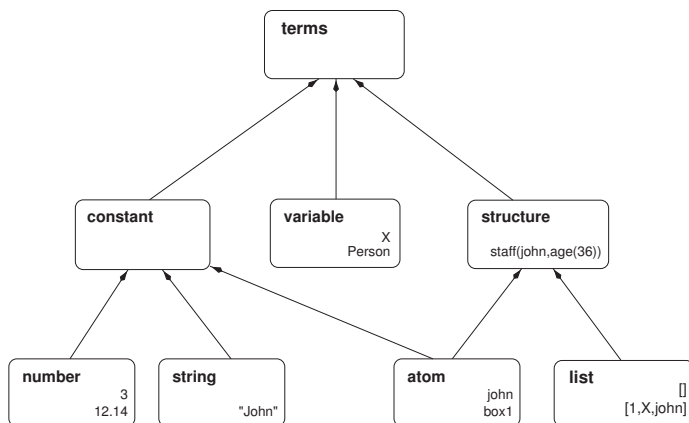 terms
constant
variable
X
Person
structure
staff(john,age(36))
number
3
12.14
string
"John"
atom
john
box1
list
[]
[1,X,john]